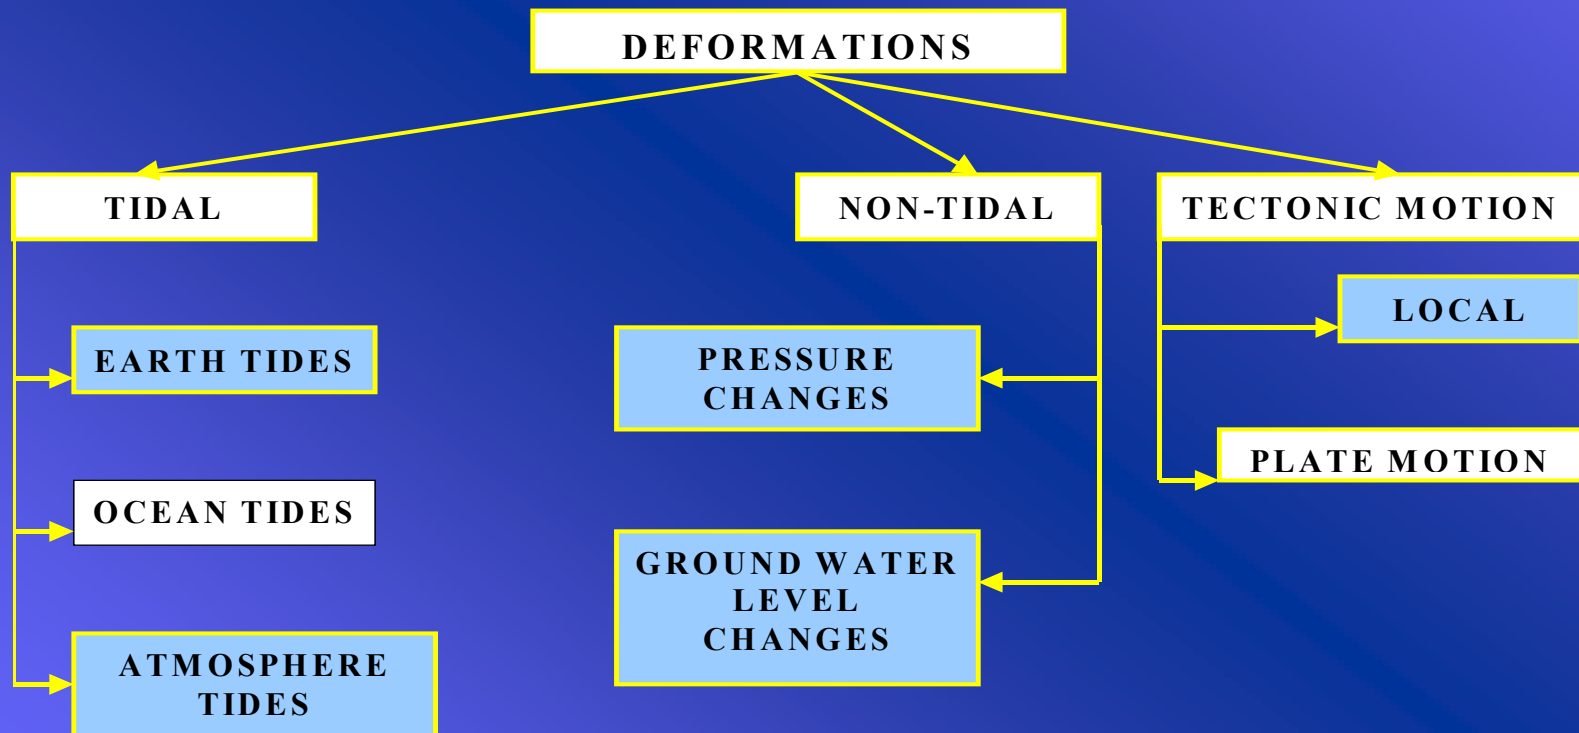 DEFORMATIONS
TIDAL
NON-TIDAL
TECTONIC MOTION
LOCAL
EARTH TIDES
PRESSURE
CHANGES
PLATE MOTION
OCEAN TIDES
GROUND WATER
LEVEL
CHANGES
ATMOSPHERE
TIDES